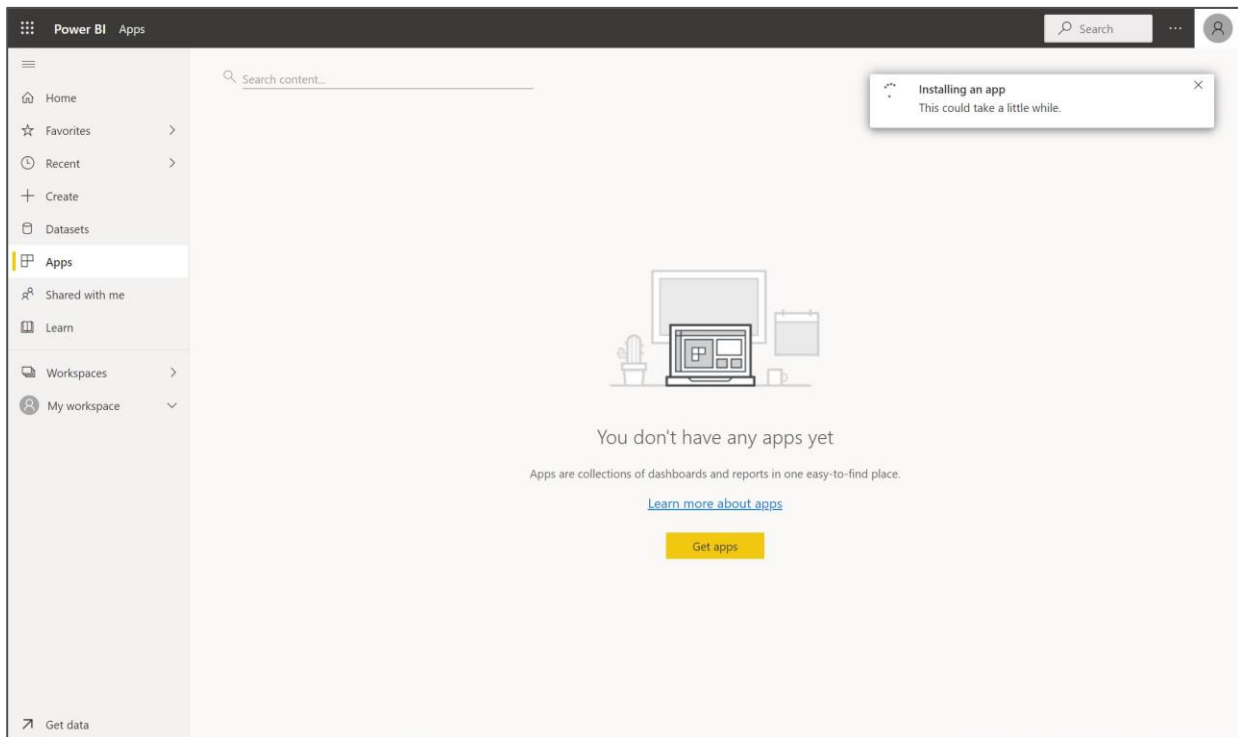 Power BI Apps
Search
Search content...
Installing an app
This could take a little while.
Home
Favorites
Recent
Create
Datasets
Apps
Shared with me
Learn
Workspaces
My workspace
Get data
You don't have any apps yet
Apps are collections of dashboards and reports in one easy-to-find place.
Learn more about apps
Get apps